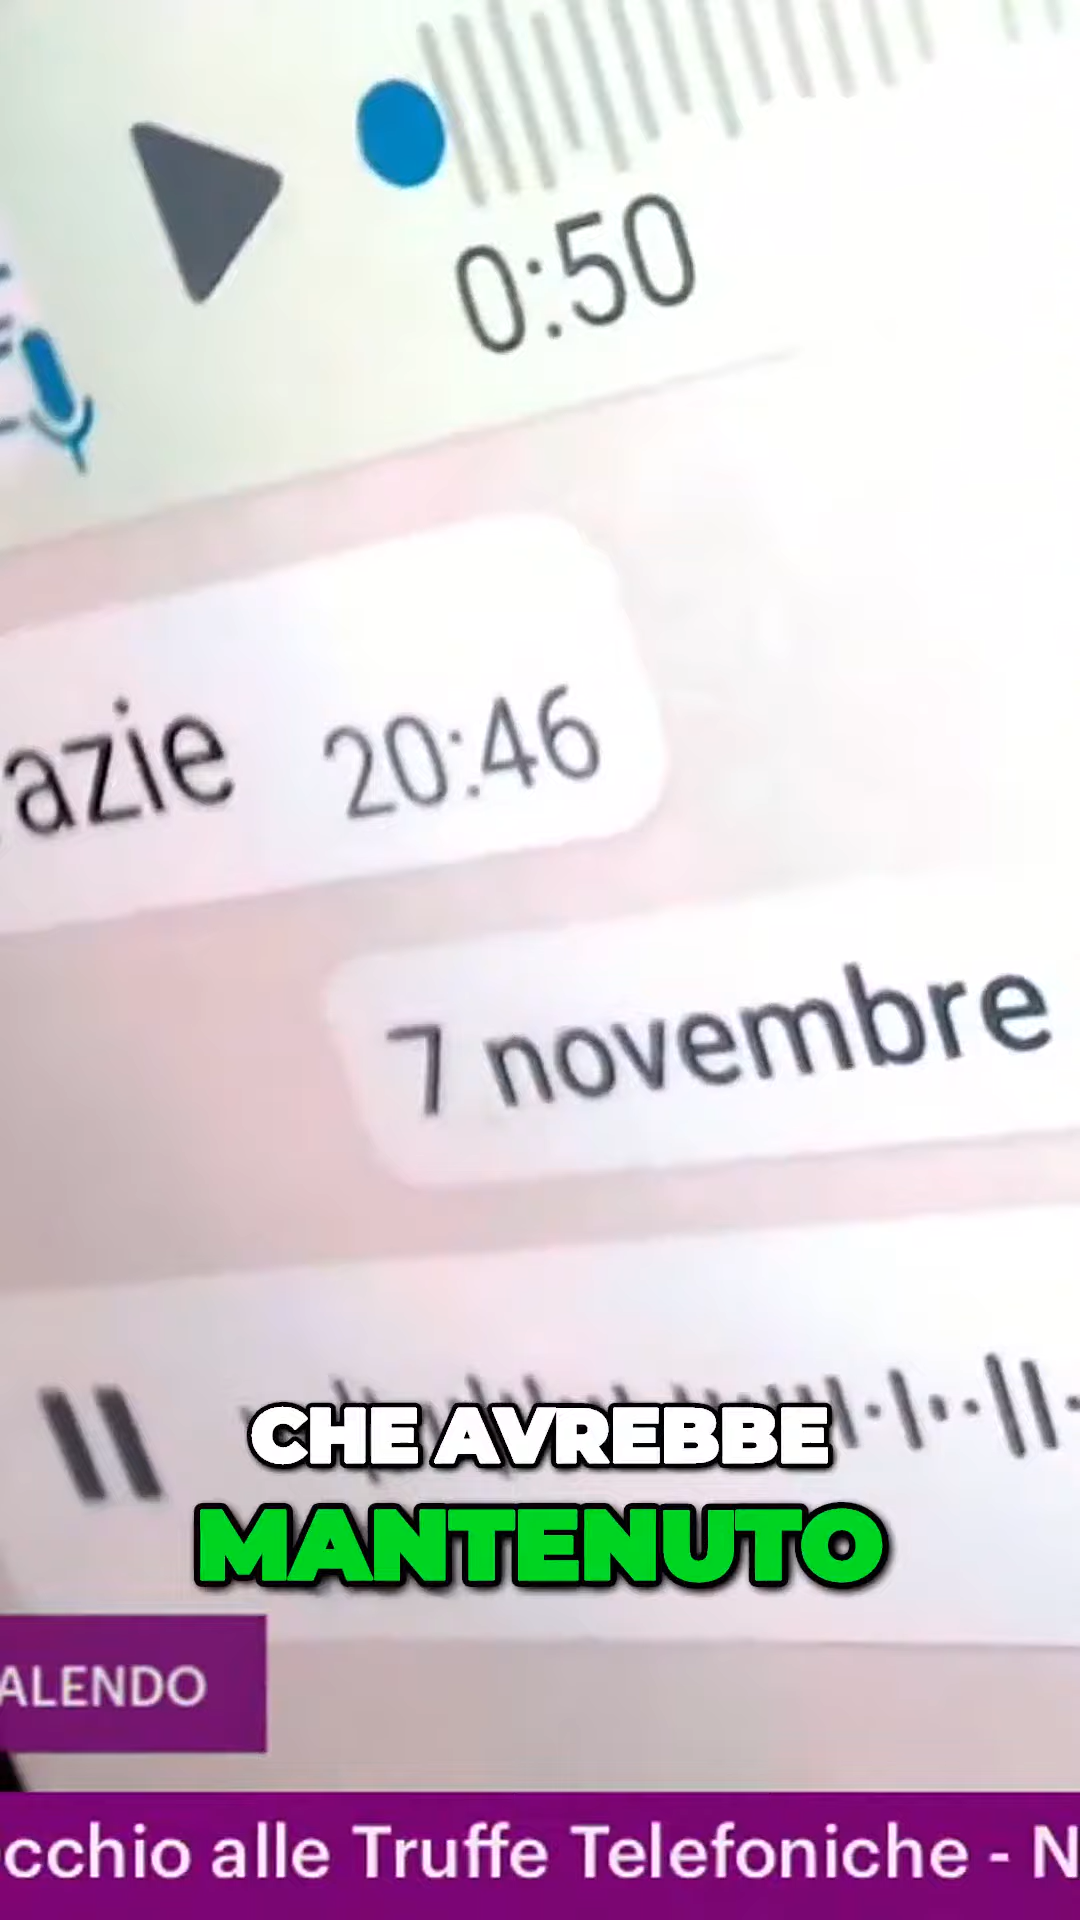 0:50
azie 20:46
7 novembre
CHE AVREBBE
MANTENUTO
ALENDO
cchio alle Truffe Telefoniche - N